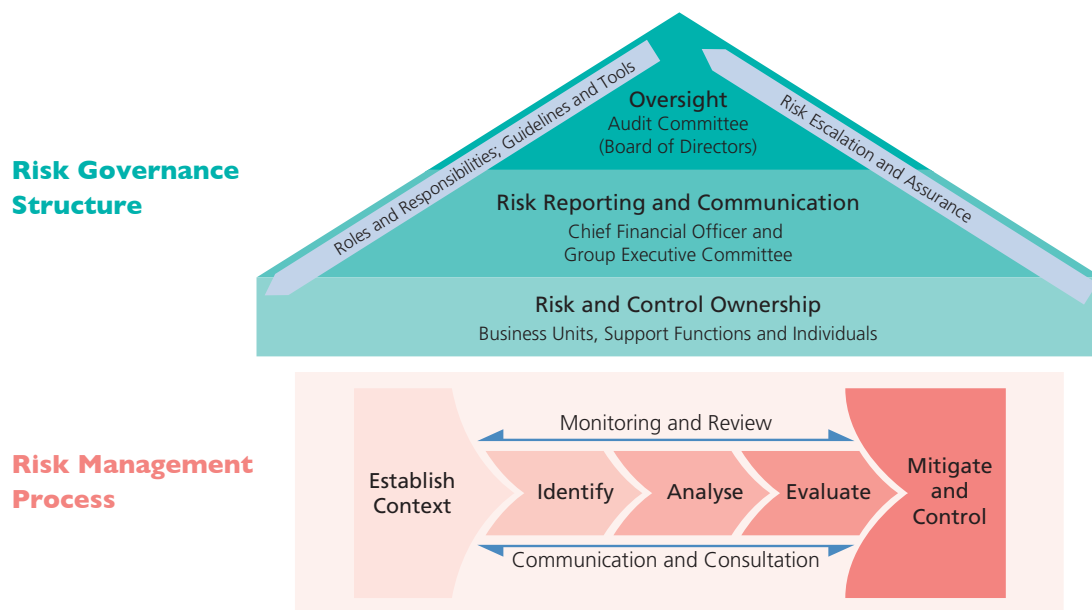 Risk Governance
Structure
Roles and Responsibilities; Guidelines and Tools
Oversight
Audit Committee
(Board of Directors)
Risk Escalation and Assurance
Risk Reporting and Communication
Chief Financial Officer and
Group Executive Committee
Risk and Control Ownership
Business Units, Support Functions and Individuals
Risk Management
Process
Monitoring and Review
Establish
Context
Identify
Analyse
Evaluate
Mitigate
and
Control
Communication and Consultation